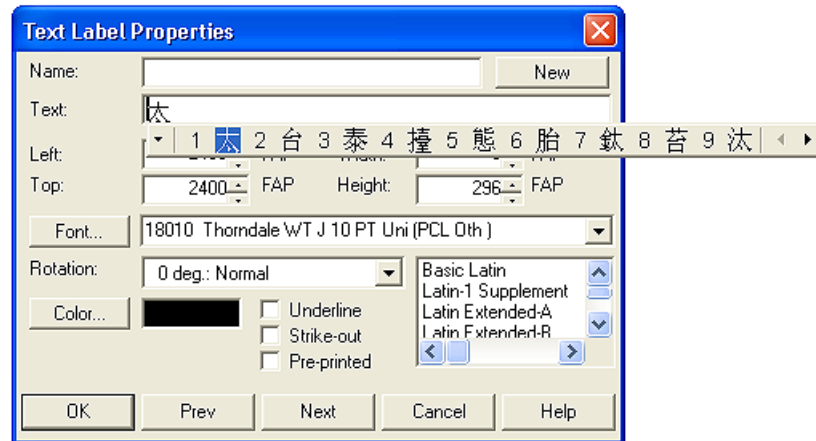 Text Label Properties
Name:
New
Text: 太
1 太 2 台 3 泰 4 擡 5 態 6 胎 7 鈦 8 苔 9 汰
Left:
Top: 2400 FAP Height: 296 FAP
Font... 18010 Thorndale WT J 10 PT Uni (PCL Oth )
Rotation: 0 deg.: Normal
Basic Latin
Latin-1 Supplement
Latin Extended-A
Latin Extended-B
Color...
Underline
Strike-out
Pre-printed
OK Prev Next Cancel Help